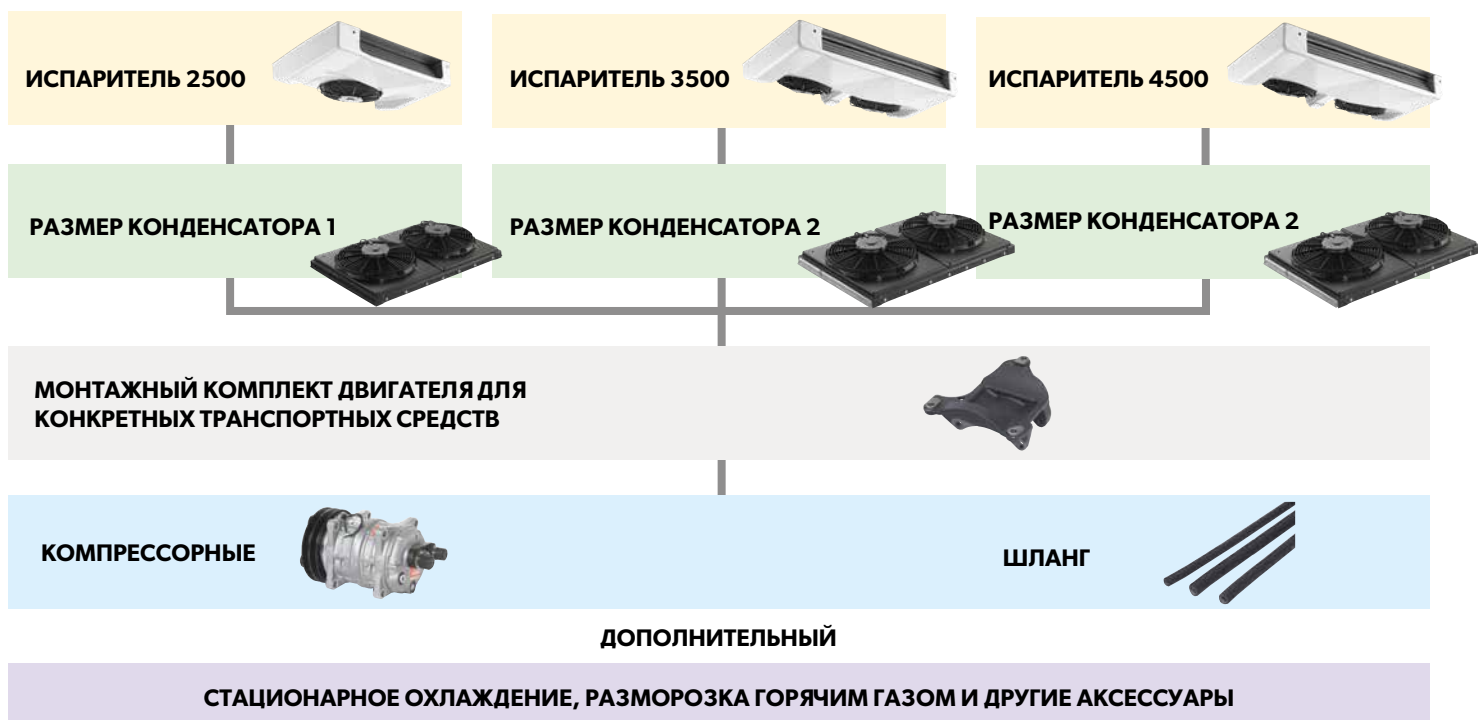 ИСПАРИТЕЛЬ 2500
ИСПАРИТЕЛЬ 3500
ИСПАРИТЕЛЬ 4500
РАЗМЕР КОНДЕНСАТОРА 1
РАЗМЕР КОНДЕНСАТОРА 2
РАЗМЕР КОНДЕНСАТОРА 2
МОНТАЖНЫЙ КОМПЛЕКТ ДВИГАТЕЛЯ ДЛЯ
КОНКРЕТНЫХ ТРАНСПОРТНЫХ СРЕДСТВ
КОМПРЕССОРНЫЕ
ШЛАНГ
ДОПОЛНИТЕЛЬНЫЙ
СТАЦИОНАРНОЕ ОХЛАЖДЕНИЕ, РАЗМОРОЗКА ГОРЯЧИМ ГАЗОМ И ДРУГИЕ АКСЕССУАРЫ